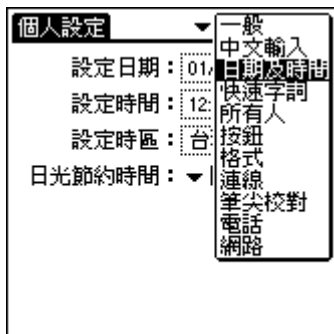 個人設定
設定日期：01/
設定時間：12:
設定時區：台
日光節約時間：
一般
中文輸入
日期及時間
快速字詞
所有人
按鈕
格式
連線
筆尖校對
電話
網路